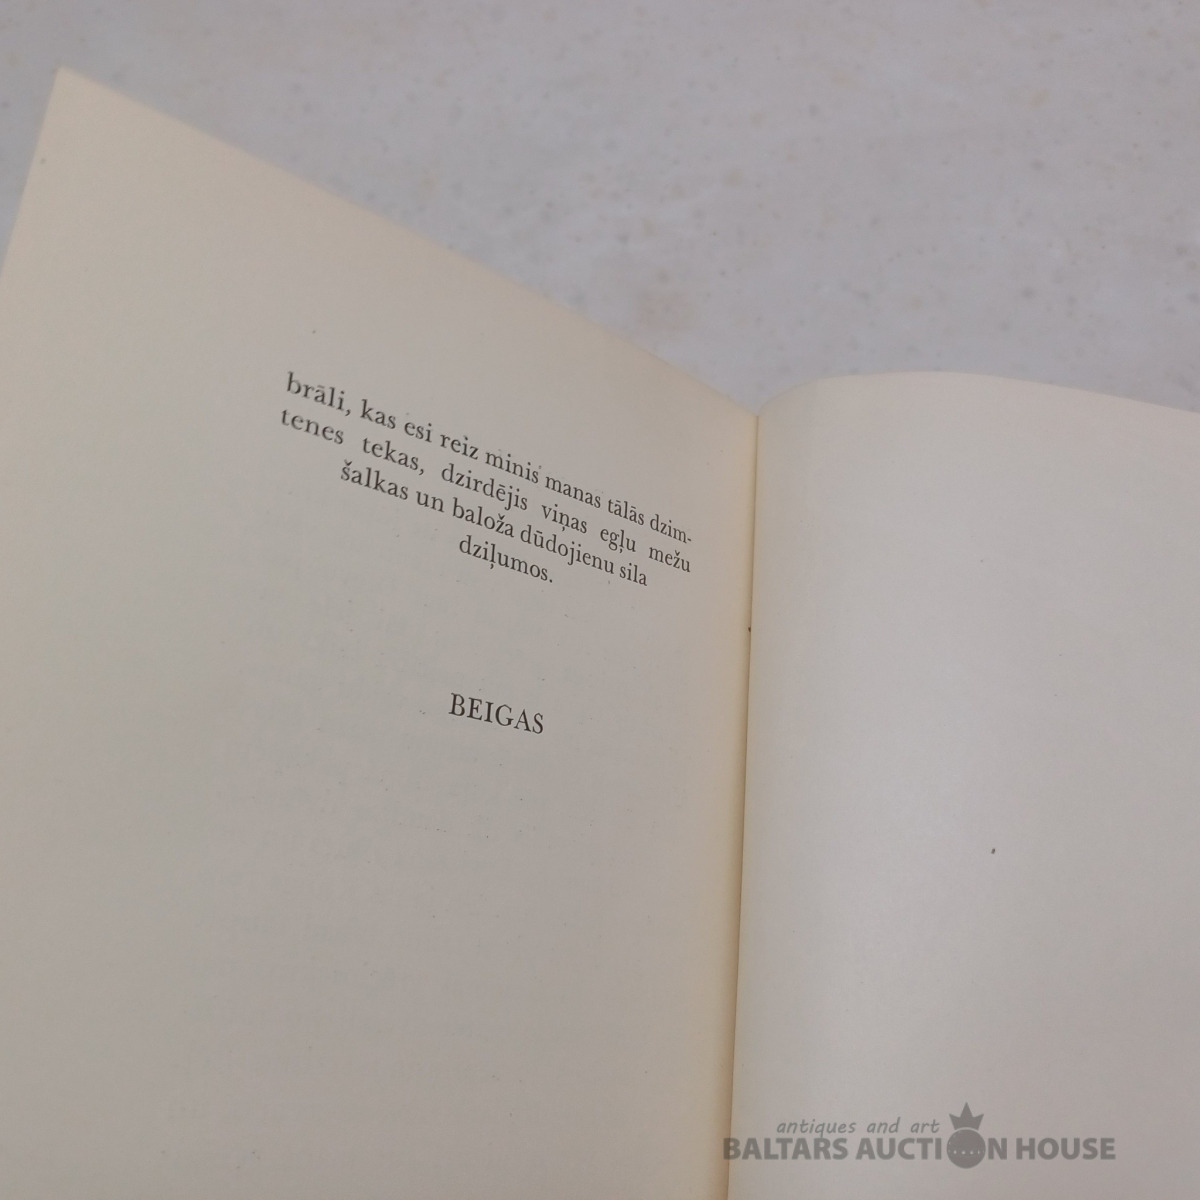 brāli, kas esi reiz minis manas tālās dzim-
tenes tekas, dzirdējis viņas egļu mežu
šalkas un baloža dūdojienu sila
dziļumos.
BEIGAS
antiques and art
BALTARS AUCTION HOUSE